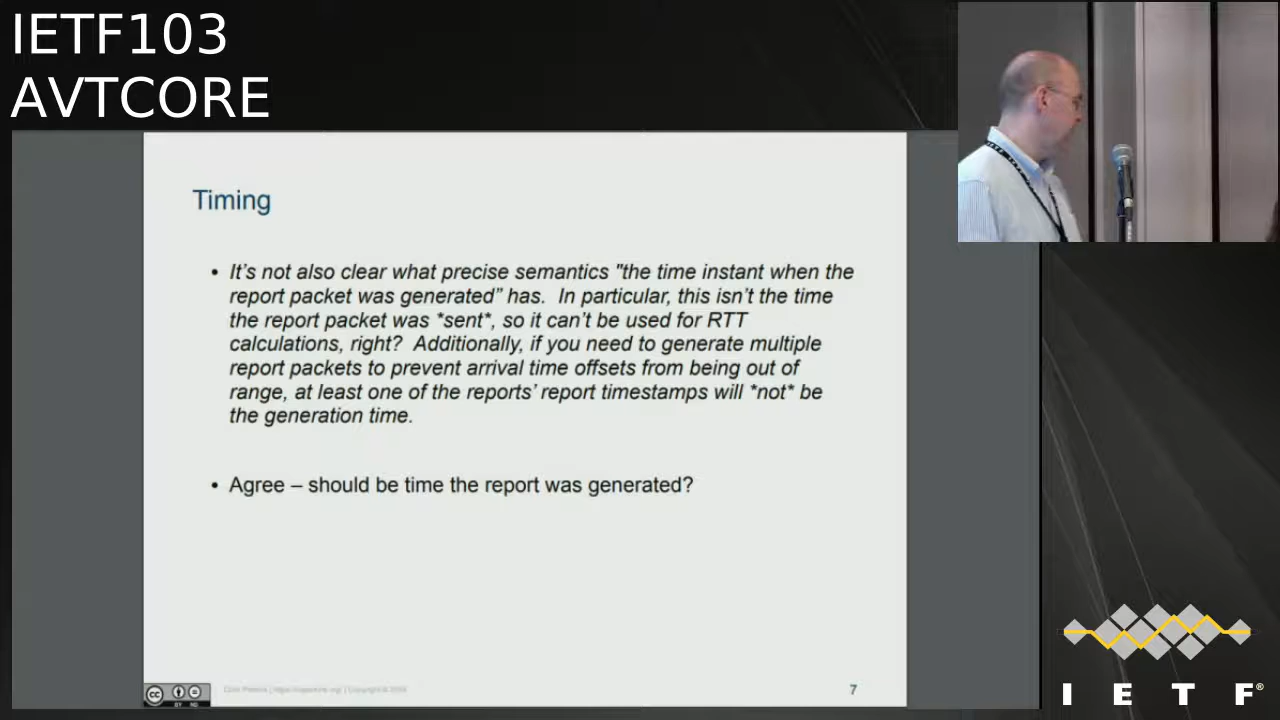 IETF103
AVTCORE
Timing
• It's not also clear what precise semantics "the time instant when the
report packet was generated” has.  In particular, this isn’t the time
the report packet was *sent*, so it can’t be used for RTT
calculations, right?  Additionally, if you need to generate multiple
report packets to prevent arrival time offsets from being out of
range, at least one of the reports’ report timestamps will *not* be
the generation time.
• Agree – should be time the report was generated?
cc
BY
7
I E T F®